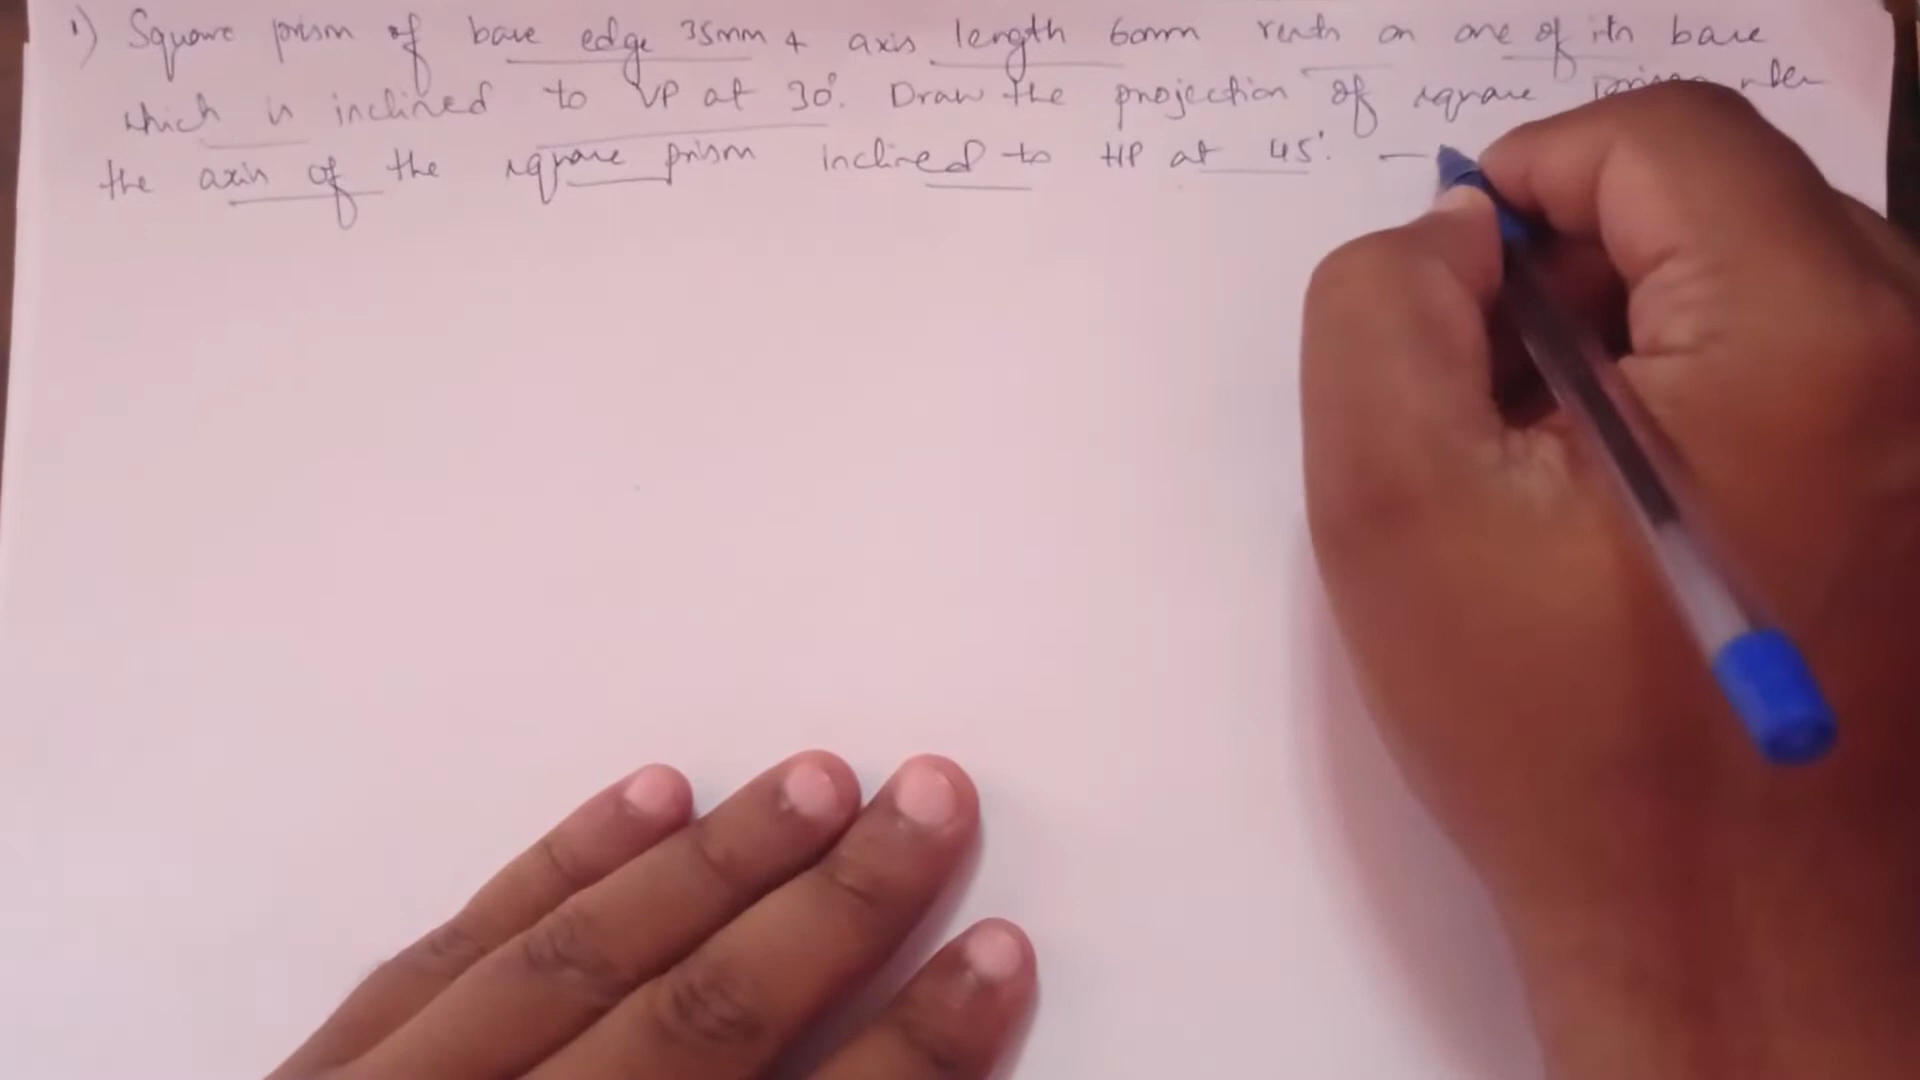 1) Square prism of base edge 35mm & axis length 60mm rests on one of its base
which is inclined to VP at 30°. Draw the projection of square
the axis of the square prism inclined to HP at 45°. —